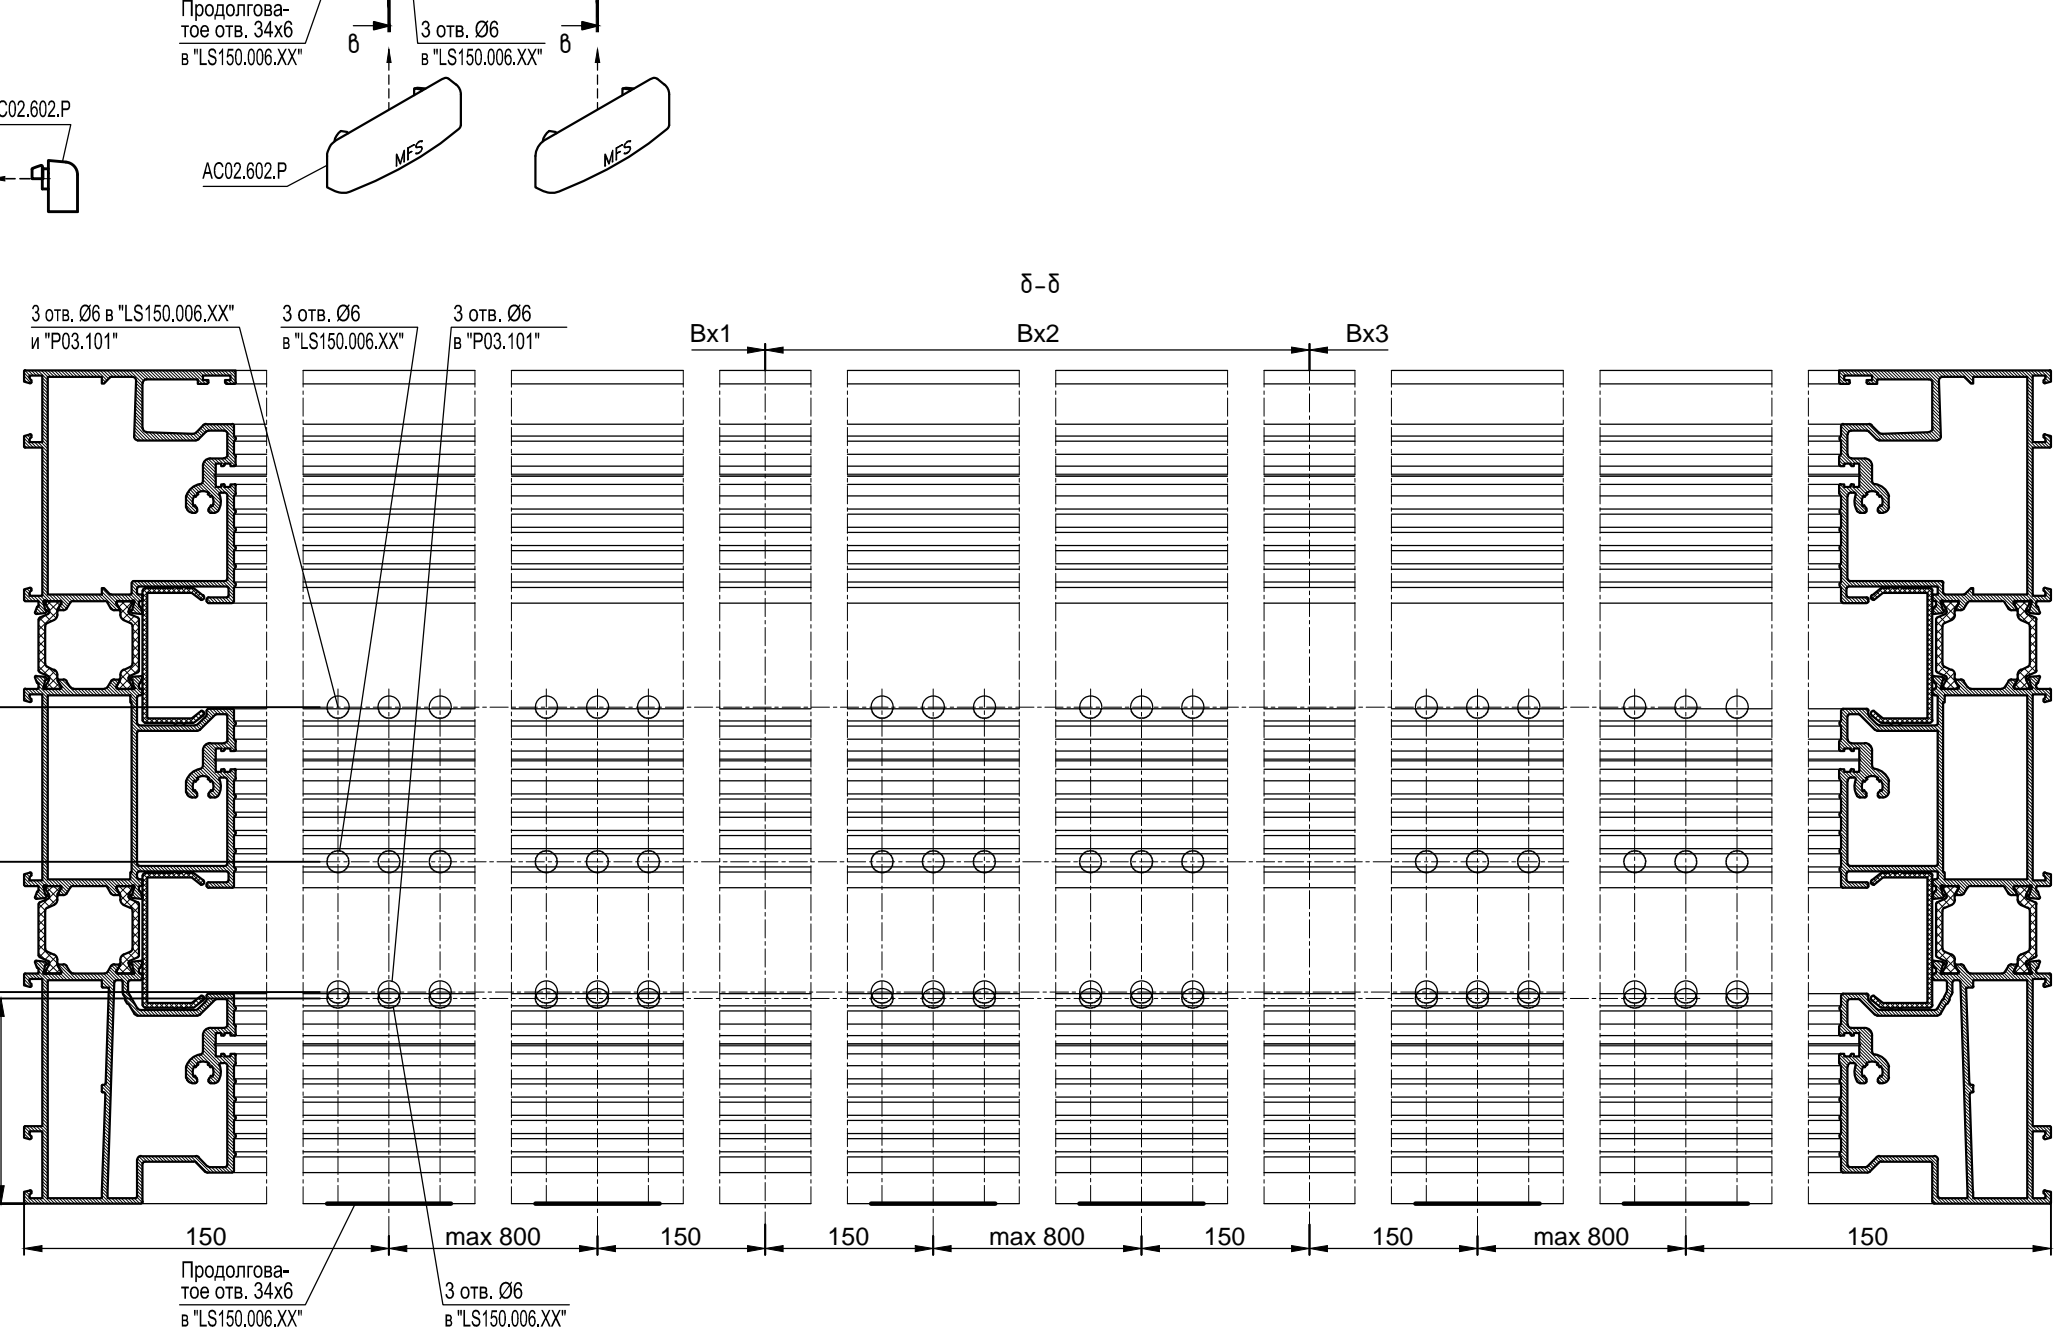 Продолгова-
тое отв. 34x6
в "LS150.006.XX"
в
3 отв. Ø6
в "LS150.006.XX"
в
C02.602.P
MFS
MFS
AC02.602.P
δ-δ
3 отв. Ø6 в "LS150.006.XX"
и "P03.101"
3 отв. Ø6
в "LS150.006.XX"
3 отв. Ø6
в "P03.101"
Bx1
Bx2
Bx3
150
max 800
150
150
max 800
150
150
max 800
150
Продолгова-
тое отв. 34x6
в "LS150.006.XX"
3 отв. Ø6
в "LS150.006.XX"